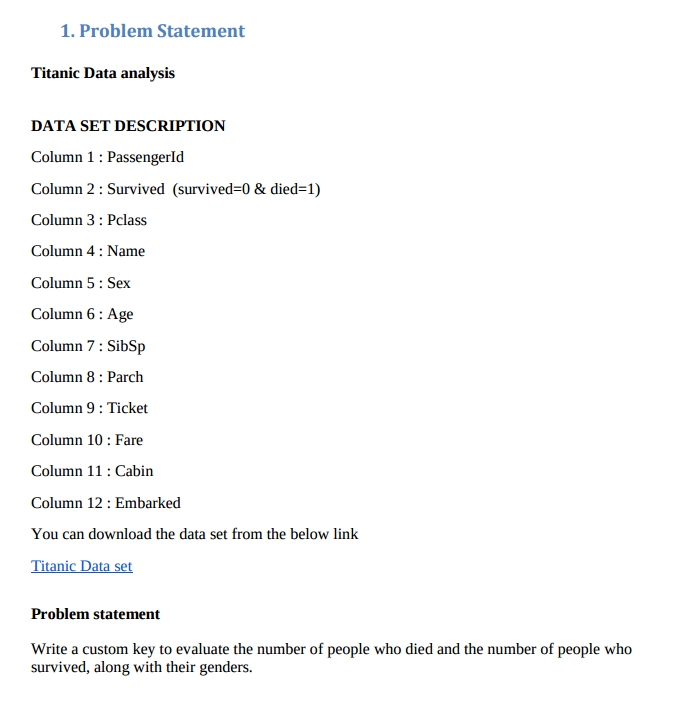 1. Problem Statement
Titanic Data analysis
DATA SET DESCRIPTION
Column 1 : PassengerId
Column 2 : Survived  (survived=0 & died=1)
Column 3 : Pclass
Column 4 : Name
Column 5 : Sex
Column 6 : Age
Column 7 : SibSp
Column 8 : Parch
Column 9 : Ticket
Column 10 : Fare
Column 11 : Cabin
Column 12 : Embarked
You can download the data set from the below link
Titanic Data set
Problem statement
Write a custom key to evaluate the number of people who died and the number of people who
survived, along with their genders.